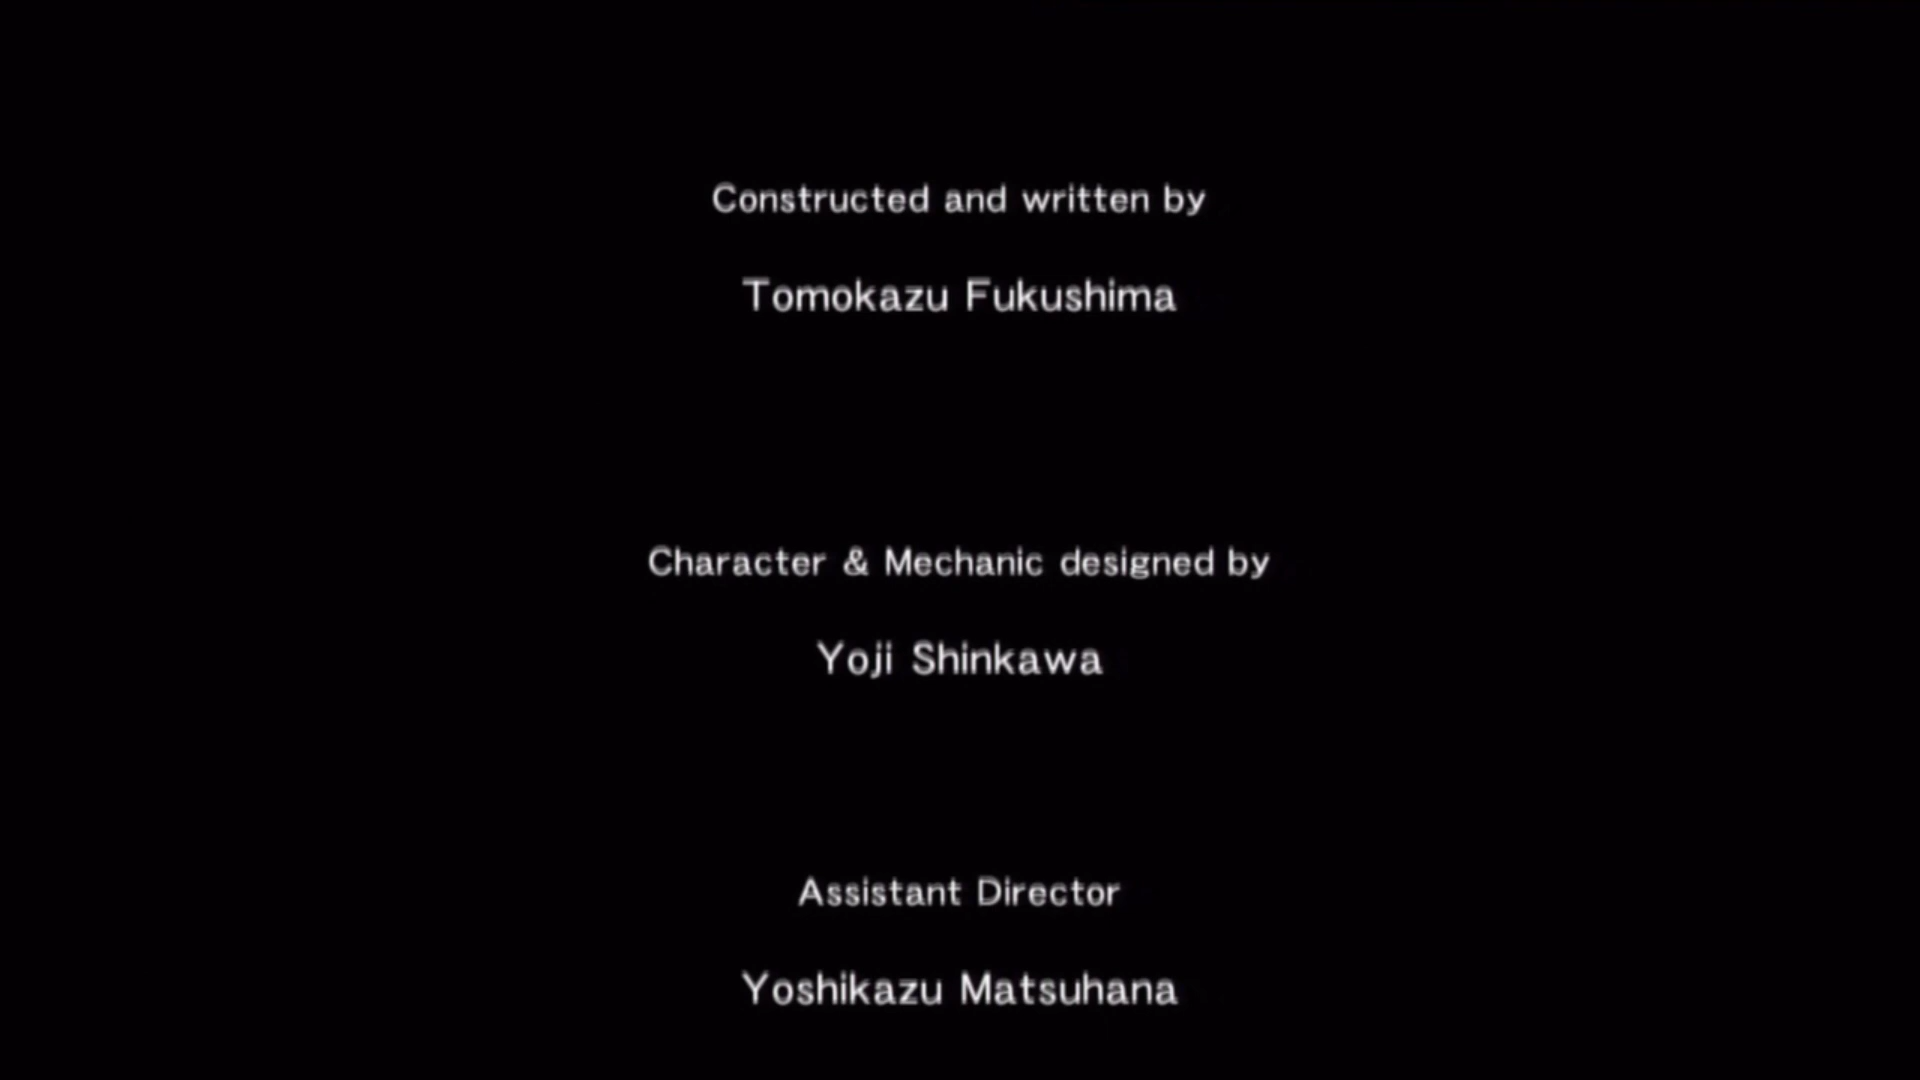 Constructed and written by
Tomokazu Fukushima
Character & Mechanic designed by
Yoji Shinkawa
Assistant Director
Yoshikazu Matsuhana